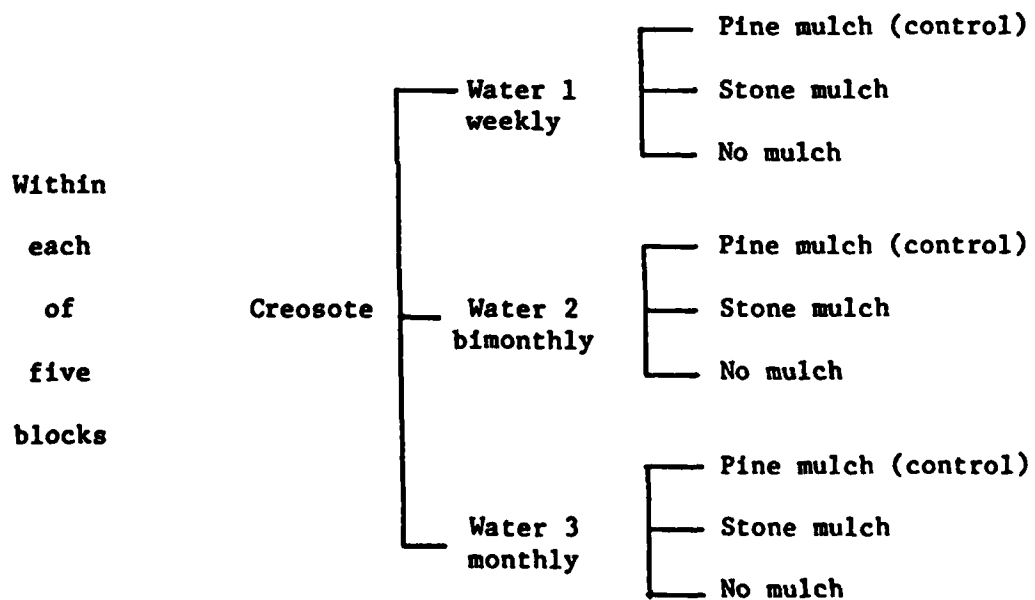 Within
each
of
five
blocks
Creosote
Water 1
weekly
Pine mulch (control)
Stone mulch
No mulch
Water 2
bimonthly
Pine mulch (control)
Stone mulch
No mulch
Water 3
monthly
Pine mulch (control)
Stone mulch
No mulch